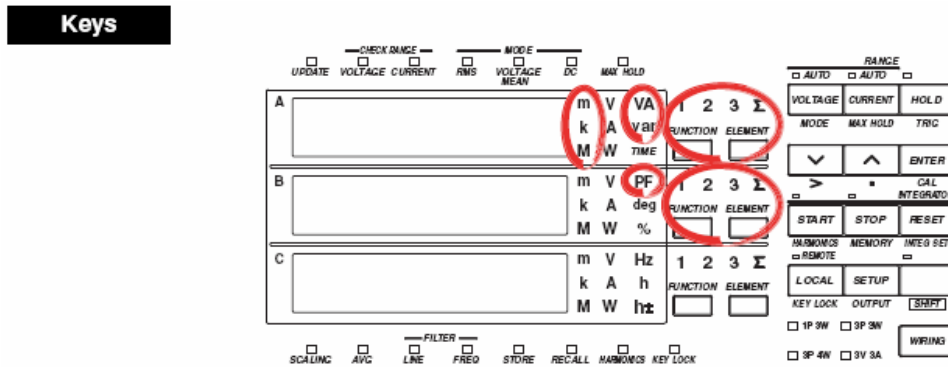 Keys
CHECK RANGE MODE RANGE
UPDATE VOLTAGE CURRENT RMS VOLTAGE MEAN DC MAX HOLD
AUTO AUTO
A m V VA 1 2 3 Σ
k A var FUNCTION ELEMENT
M W TIME
VOLTAGE CURRENT HOLD
MODE MAX HOLD TRIG
B m V PF 1 2 3 Σ
k A deg FUNCTION ELEMENT
M W %
ENTER
> . CAL
INTEGRATOR
START STOP RESET
HARMONICS MEMORY INTEG SET
C m V Hz 1 2 3 Σ
k A h FUNCTION ELEMENT
M W h±
REMOTE
LOCAL SETUP
KEY LOCK OUTPUT SHIFT
1P 3W 3P 3W
WIRING
3P 4W 3V 3A
FILTER
SCALING AVG LINE FREQ STORE RECALL HARMONICS KEY LOCK